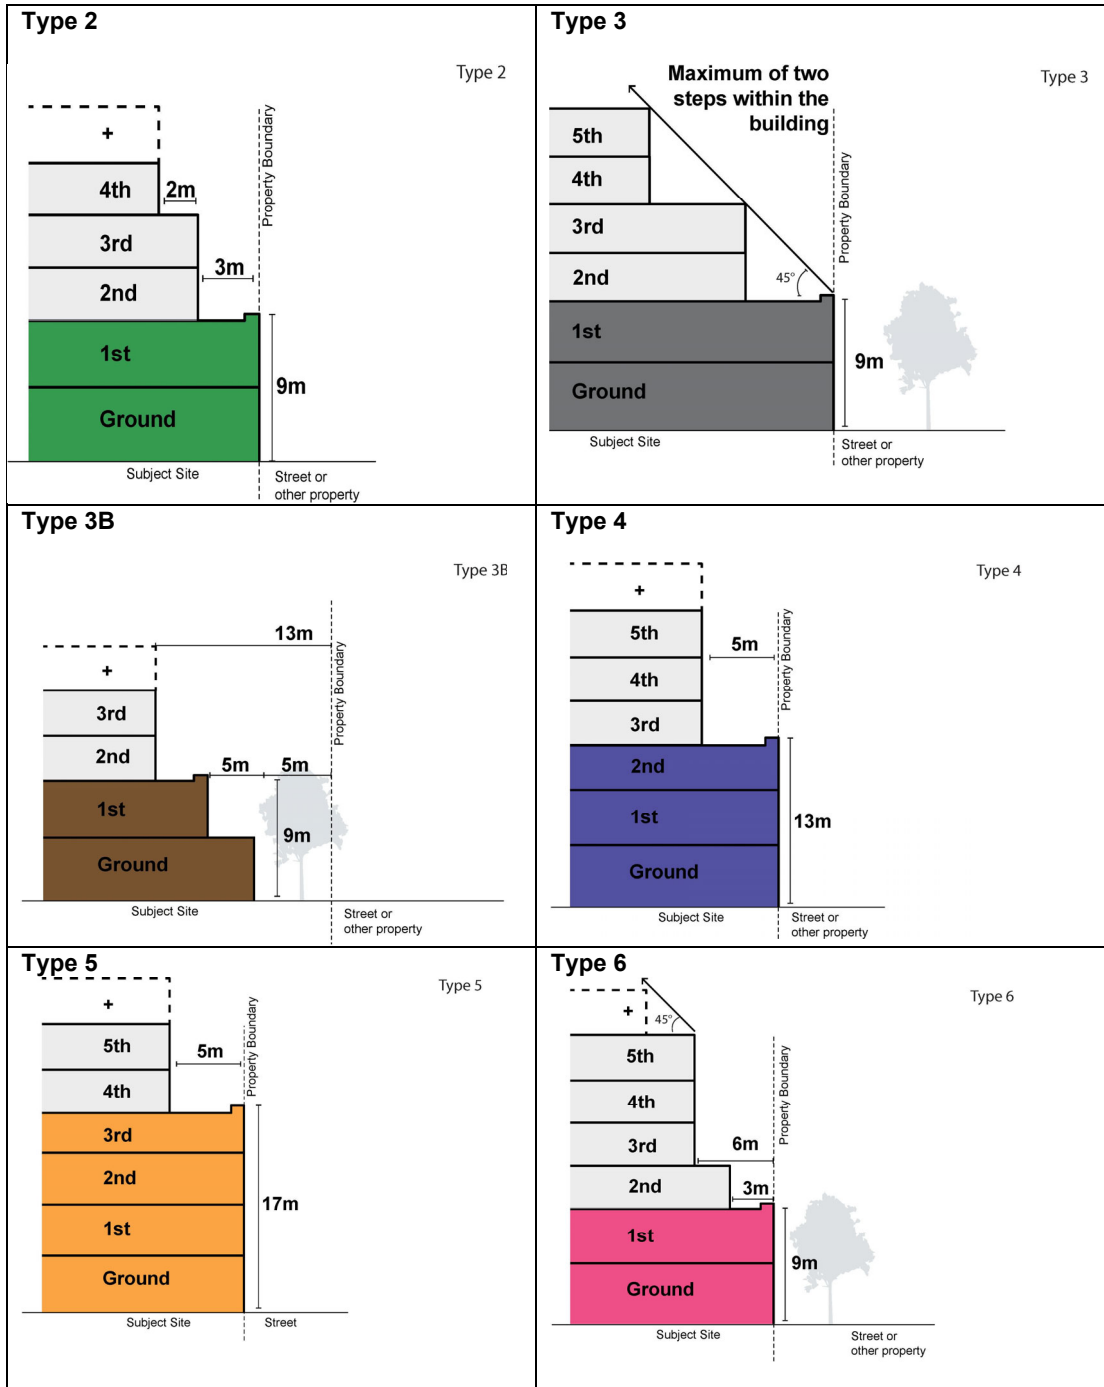 Type 2
Type 2
Property Boundary
+
4th
2m
3rd
3m
2nd
1st
9m
Ground
Subject Site
Street or
other property
Type 3
Maximum of two
steps within the
building
Type 3
Property Boundary
5th
4th
3rd
2nd
45°
1st
9m
Ground
Subject Site
Street or
other property
Type 3B
Type 3B
13m
Property Boundary
+
3rd
2nd
5m
5m
1st
9m
Ground
Subject Site
Street or
other property
Type 4
Type 4
+
5th
5m
Property Boundary
4th
3rd
2nd
1st
13m
Ground
Subject Site
Street or
other property
Type 5
Type 5
+
Property Boundary
5th
5m
4th
3rd
2nd
17m
1st
Ground
Subject Site
Street
Type 6
Type 6
+
45°
Property Boundary
5th
4th
3rd
6m
2nd
3m
1st
9m
Ground
Subject Site
Street or
other property